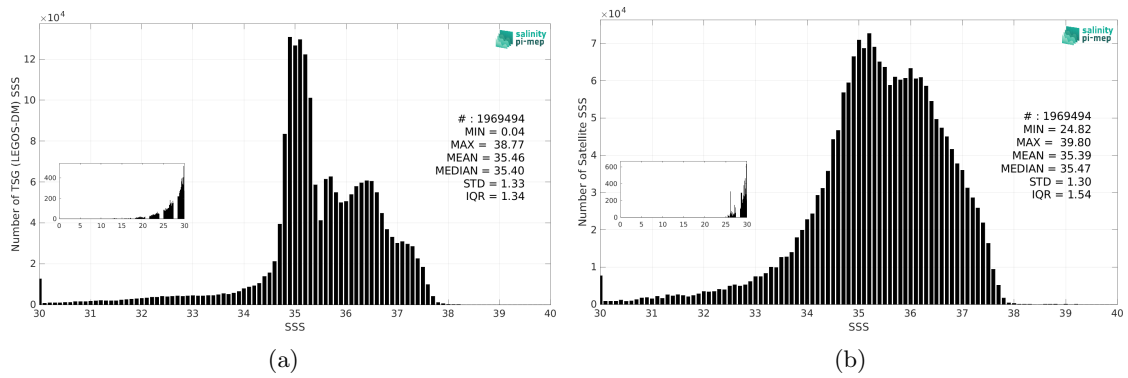 ×10⁴
12
10
8
6
4
2
0
Number of TSG (LEGOS-DM) SSS
30 31 32 33 34 35 36 37 38 39 40
SSS
salinity
pi-mep
# : 1969494
MIN = 0.04
MAX = 38.77
MEAN = 35.46
MEDIAN = 35.40
STD = 1.33
IQR = 1.34
400
200
0
0 5 10 15 20 25 30
(a)
×10⁴
7
6
5
4
3
2
1
0
Number of Satellite SSS
30 31 32 33 34 35 36 37 38 39 40
SSS
salinity
pi-mep
# : 1969494
MIN = 24.82
MAX = 39.80
MEAN = 35.39
MEDIAN = 35.47
STD = 1.30
IQR = 1.54
600
400
200
0
0 5 10 15 20 25 30
(b)